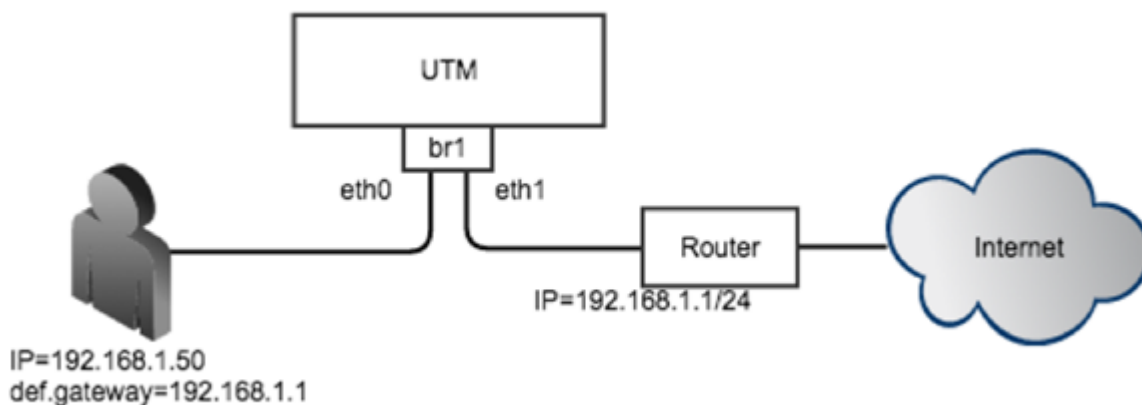 UTM
br1
eth0
eth1
Router
Internet
IP=192.168.1.1/24
IP=192.168.1.50
def.gateway=192.168.1.1